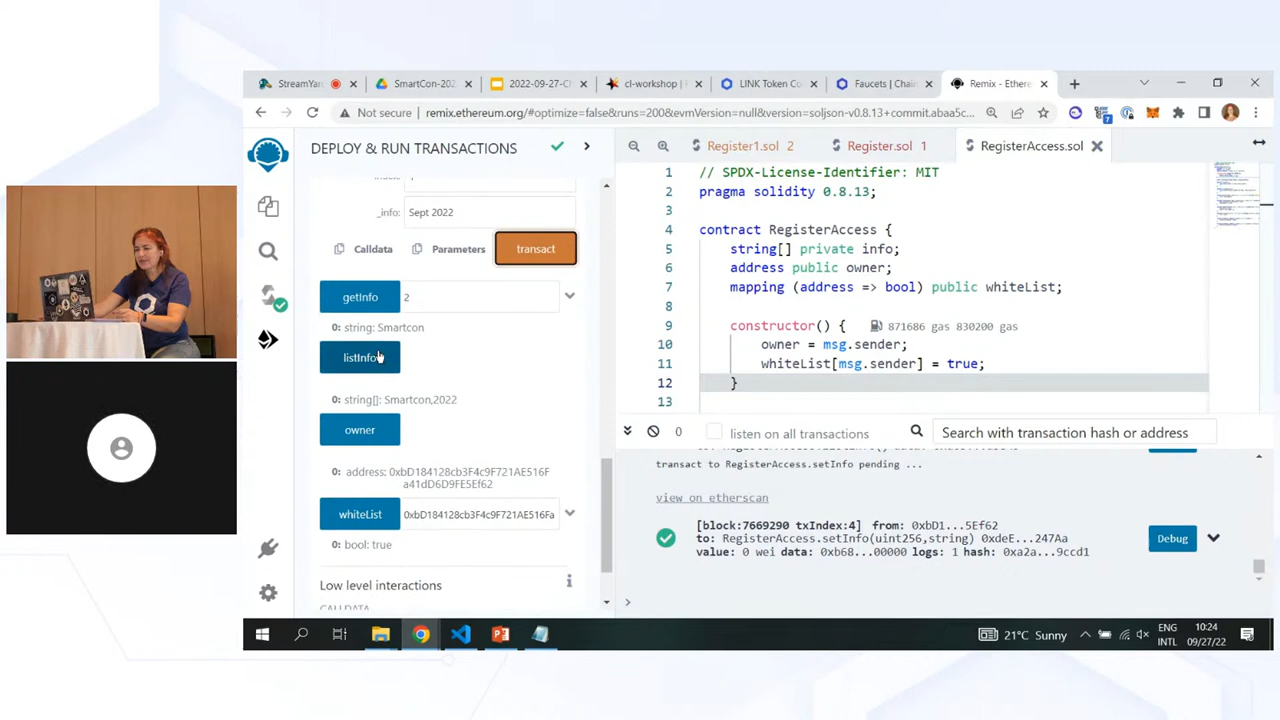 StreamYar
SmartCon-202
2022-09-27-C
cl-workshop |
LINK Token Co
Faucets | Chain
Remix - Ethere
Not secure
remix.ethereum.org/#optimize=false&runs=200&evmVersion=null&version=soljson-v0.8.13+commit.abaa5c...
7
DEPLOY & RUN TRANSACTIONS
Register1.sol 2
Register.sol 1
RegisterAccess.sol
_info:
Sept 2022
Calldata
Parameters
transact
getInfo
2
0: string: Smartcon
listInfo
0: string[]: Smartcon,2022
owner
0: address: 0xbD184128cb3F4c9F721AE516F
a41dD6D9FE5Ef62
whiteList
0xbD184128cb3F4c9F721AE516Fa
0: bool: true
Low level interactions
i
CALLDATA
1 // SPDX-License-Identifier: MIT
2 pragma solidity 0.8.13;
3
4 contract RegisterAccess {
5 string[] private info;
6 address public owner;
7 mapping (address => bool) public whiteList;
8
9 constructor() { 871686 gas 830200 gas
10 owner = msg.sender;
11 whiteList[msg.sender] = true;
12 }
13
0
listen on all transactions
Search with transaction hash or address
transact to RegisterAccess.setInfo pending ...
view on etherscan
[block:7669290 txIndex:4] from: 0xbD1...5Ef62
to: RegisterAccess.setInfo(uint256,string) 0xdeE...247Aa
value: 0 wei data: 0xb68...00000 logs: 1 hash: 0xa2a...9ccd1
Debug
>
21°C Sunny
ENG
INTL
10:24
09/27/22